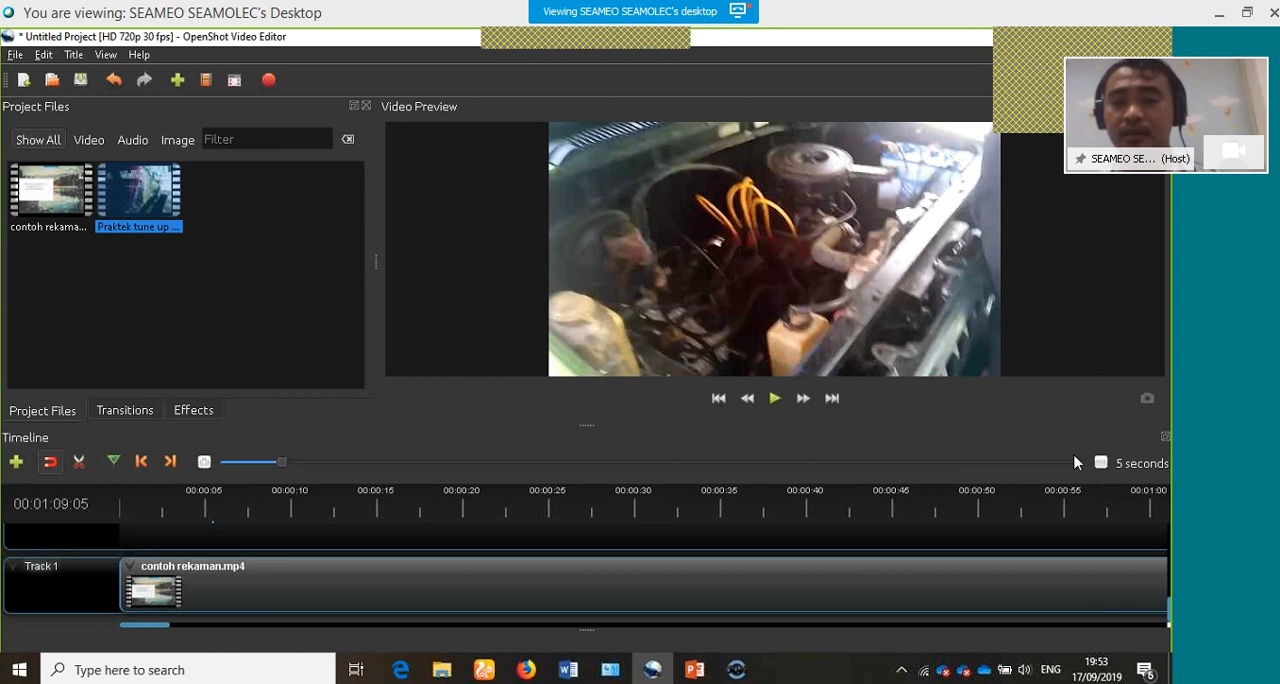 You are viewing: SEAMEO SEAMOLEC's Desktop
Viewing SEAMEO SEAMOLEC's desktop
* Untitled Project [HD 720p 30 fps] - OpenShot Video Editor
File Edit Title View Help
Project Files
Video Preview
Show All Video Audio Image Filter
contoh rekama... Praktek tune up ...
SEAMEO SE... (Host)
Project Files Transitions Effects
Timeline
5 seconds
00:01:09:05
00:00:05 00:00:10 00:00:15 00:00:20 00:00:25 00:00:30 00:00:35 00:00:40 00:00:45 00:00:50 00:00:55 00:01:00
Track 1
contoh rekaman.mp4
Type here to search
ENG
19:53
17/09/2019
6